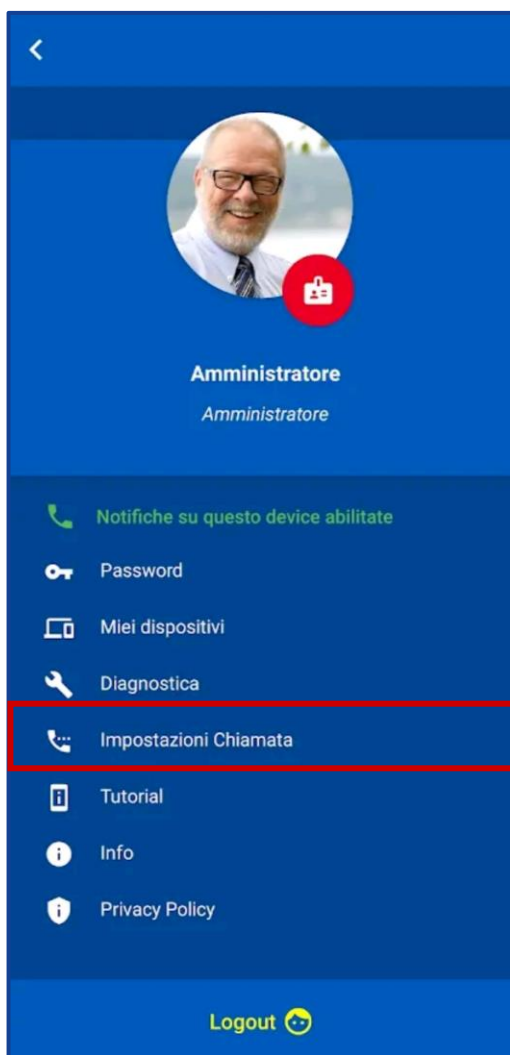 Amministratore
Amministratore
Notifiche su questo device abilitate
Password
Miei dispositivi
Diagnostica
Impostazioni Chiamata
Tutorial
Info
Privacy Policy
Logout